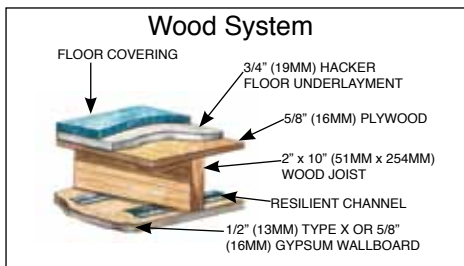 Wood System
FLOOR COVERING
3/4” (19MM) HACKER
FLOOR UNDERLAYMENT
5/8” (16MM) PLYWOOD
2” x 10” (51MM x 254MM)
WOOD JOIST
RESILIENT CHANNEL
1/2” (13MM) TYPE X OR 5/8”
(16MM) GYPSUM WALLBOARD